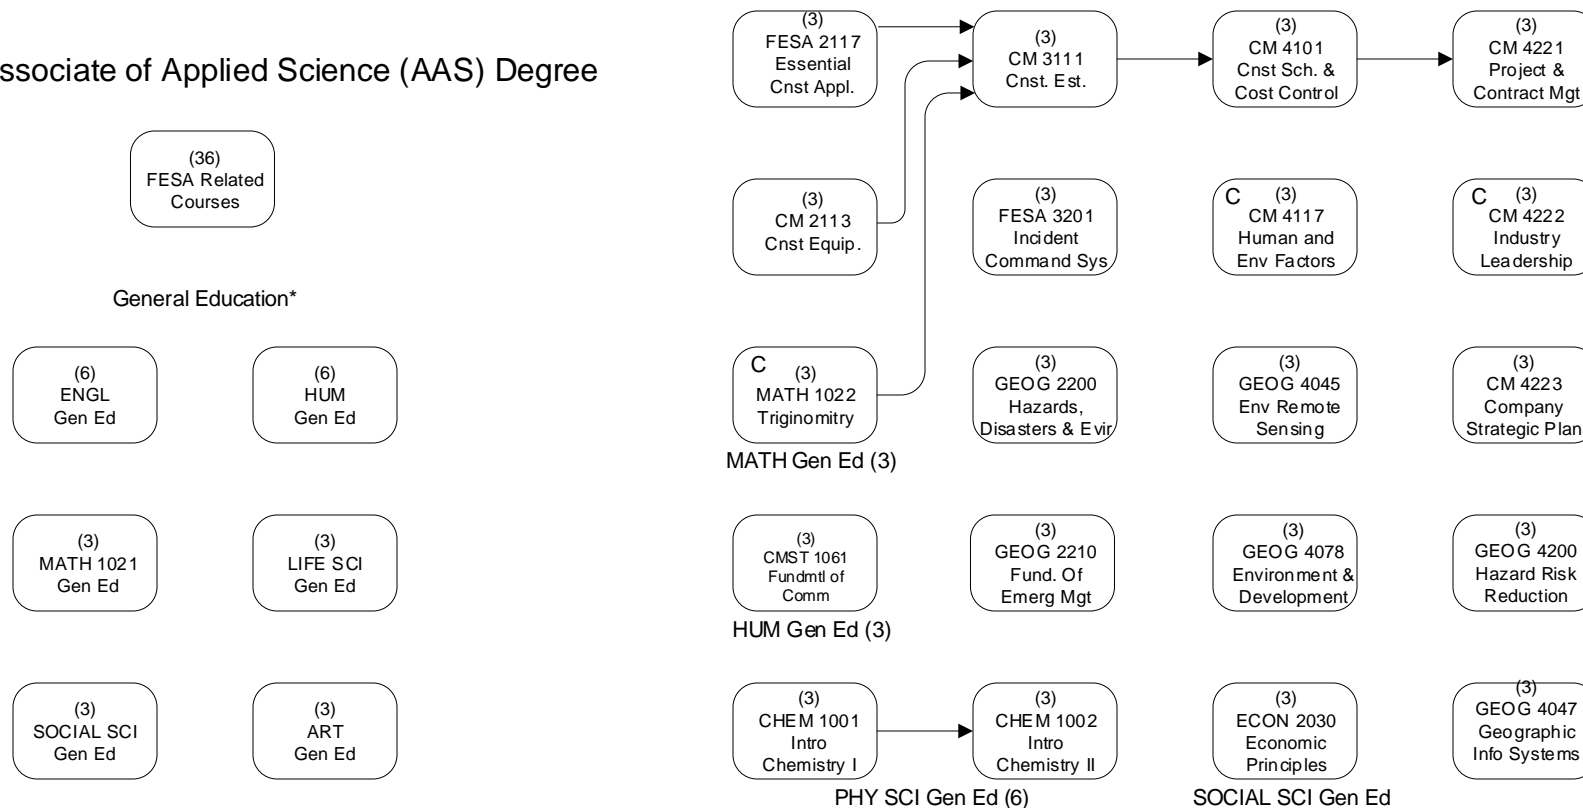 ssociate of Applied Science (AAS) Degree
(36)
FESA Related
Courses
General Education*
(6)
ENGL
Gen Ed
(6)
HUM
Gen Ed
(3)
MATH 1021
Gen Ed
(3)
LIFE SCI
Gen Ed
(3)
SOCIAL SCI
Gen Ed
(3)
ART
Gen Ed
(3)
FESA 2117
Essential
Cnst Appl.
(3)
CM 3111
Cnst. Est.
(3)
CM 4101
Cnst Sch. &
Cost Control
(3)
CM 4221
Project &
Contract Mgt
(3)
CM 2113
Cnst Equip.
(3)
FESA 3201
Incident
Command Sys
C (3)
CM 4117
Human and
Env Factors
C (3)
CM 4222
Industry
Leadership
C (3)
MATH 1022
Triginomitry
MATH Gen Ed (3)
(3)
GEOG 2200
Hazards,
Disasters & Evir
(3)
GEOG 4045
Env Remote
Sensing
(3)
CM 4223
Company
Strategic Plan
(3)
CMST 1061
Fundmtl of
Comm
HUM Gen Ed (3)
(3)
GEOG 2210
Fund. Of
Emerg Mgt
(3)
GEOG 4078
Environment &
Development
(3)
GEOG 4200
Hazard Risk
Reduction
(3)
CHEM 1001
Intro
Chemistry I
(3)
CHEM 1002
Intro
Chemistry II
PHY SCI Gen Ed (6)
(3)
ECON 2030
Economic
Principles
SOCIAL SCI Gen Ed
(3)
GEOG 4047
Geographic
Info Systems